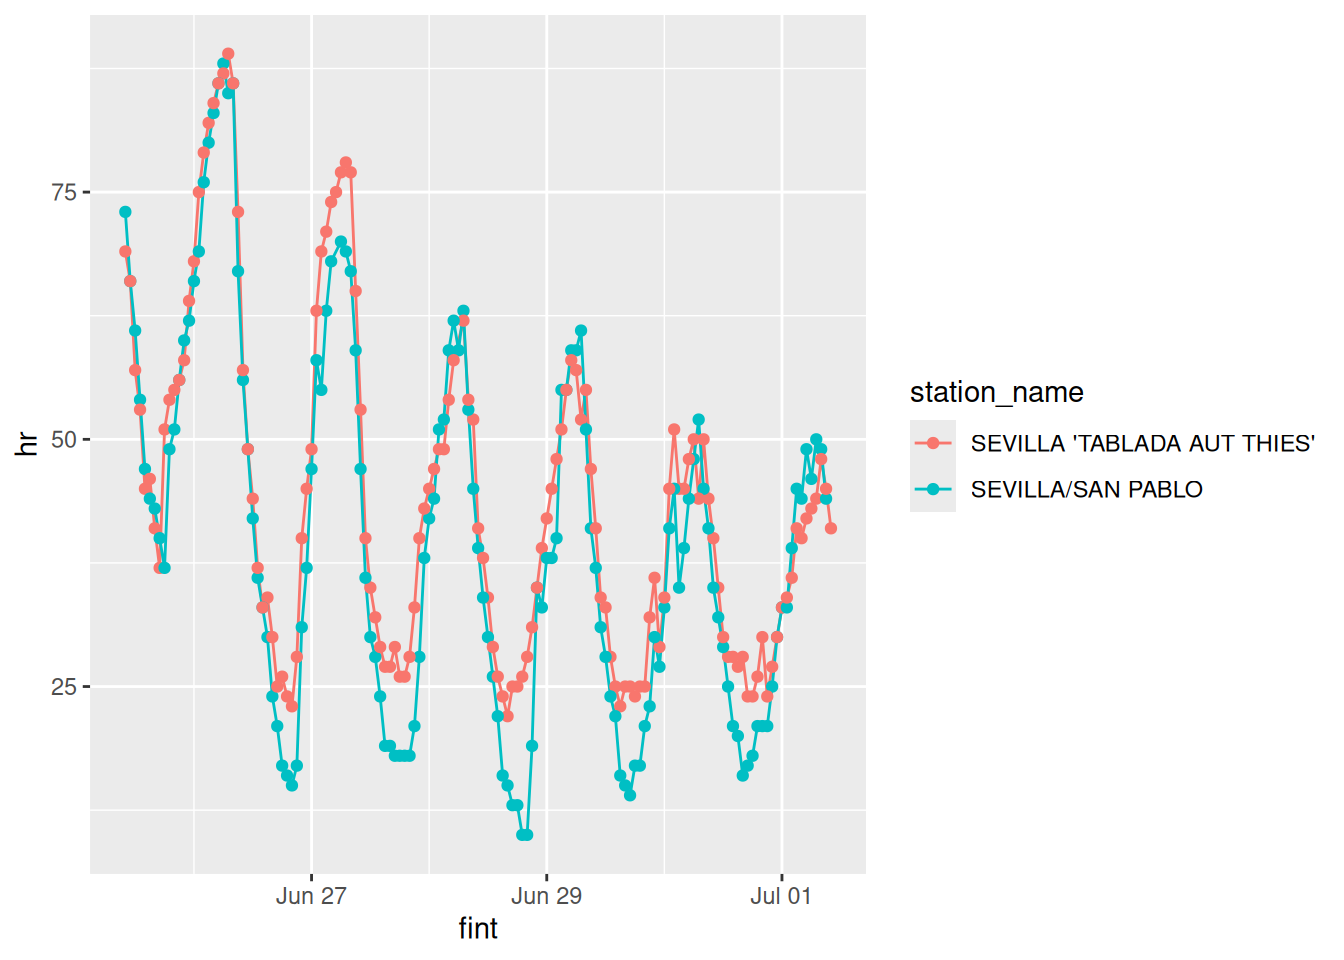 75
50
25
hr
Jun 27
Jun 29
Jul 01
fint
station_name
SEVILLA 'TABLADA AUT THIES'
SEVILLA/SAN PABLO